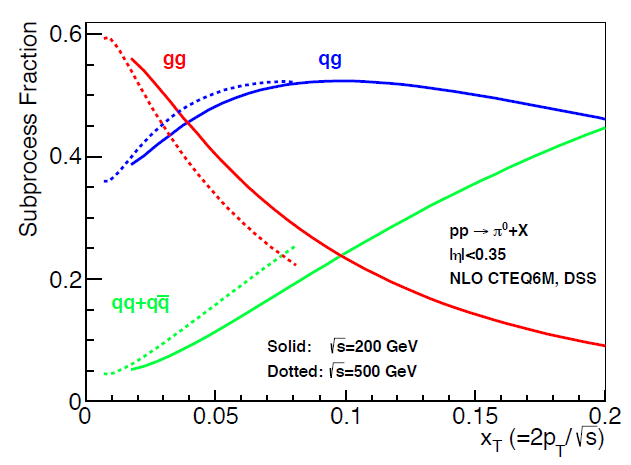 Subprocess Fraction
0.6
0.4
0.2
0
gg
qg
qq+qq̅
pp → π⁰+X
|η|<0.35
NLO CTEQ6M, DSS
Solid: √s=200 GeV
Dotted: √s=500 GeV
0 0.05 0.1 0.15 0.2
x_T (=2p_T/√s)